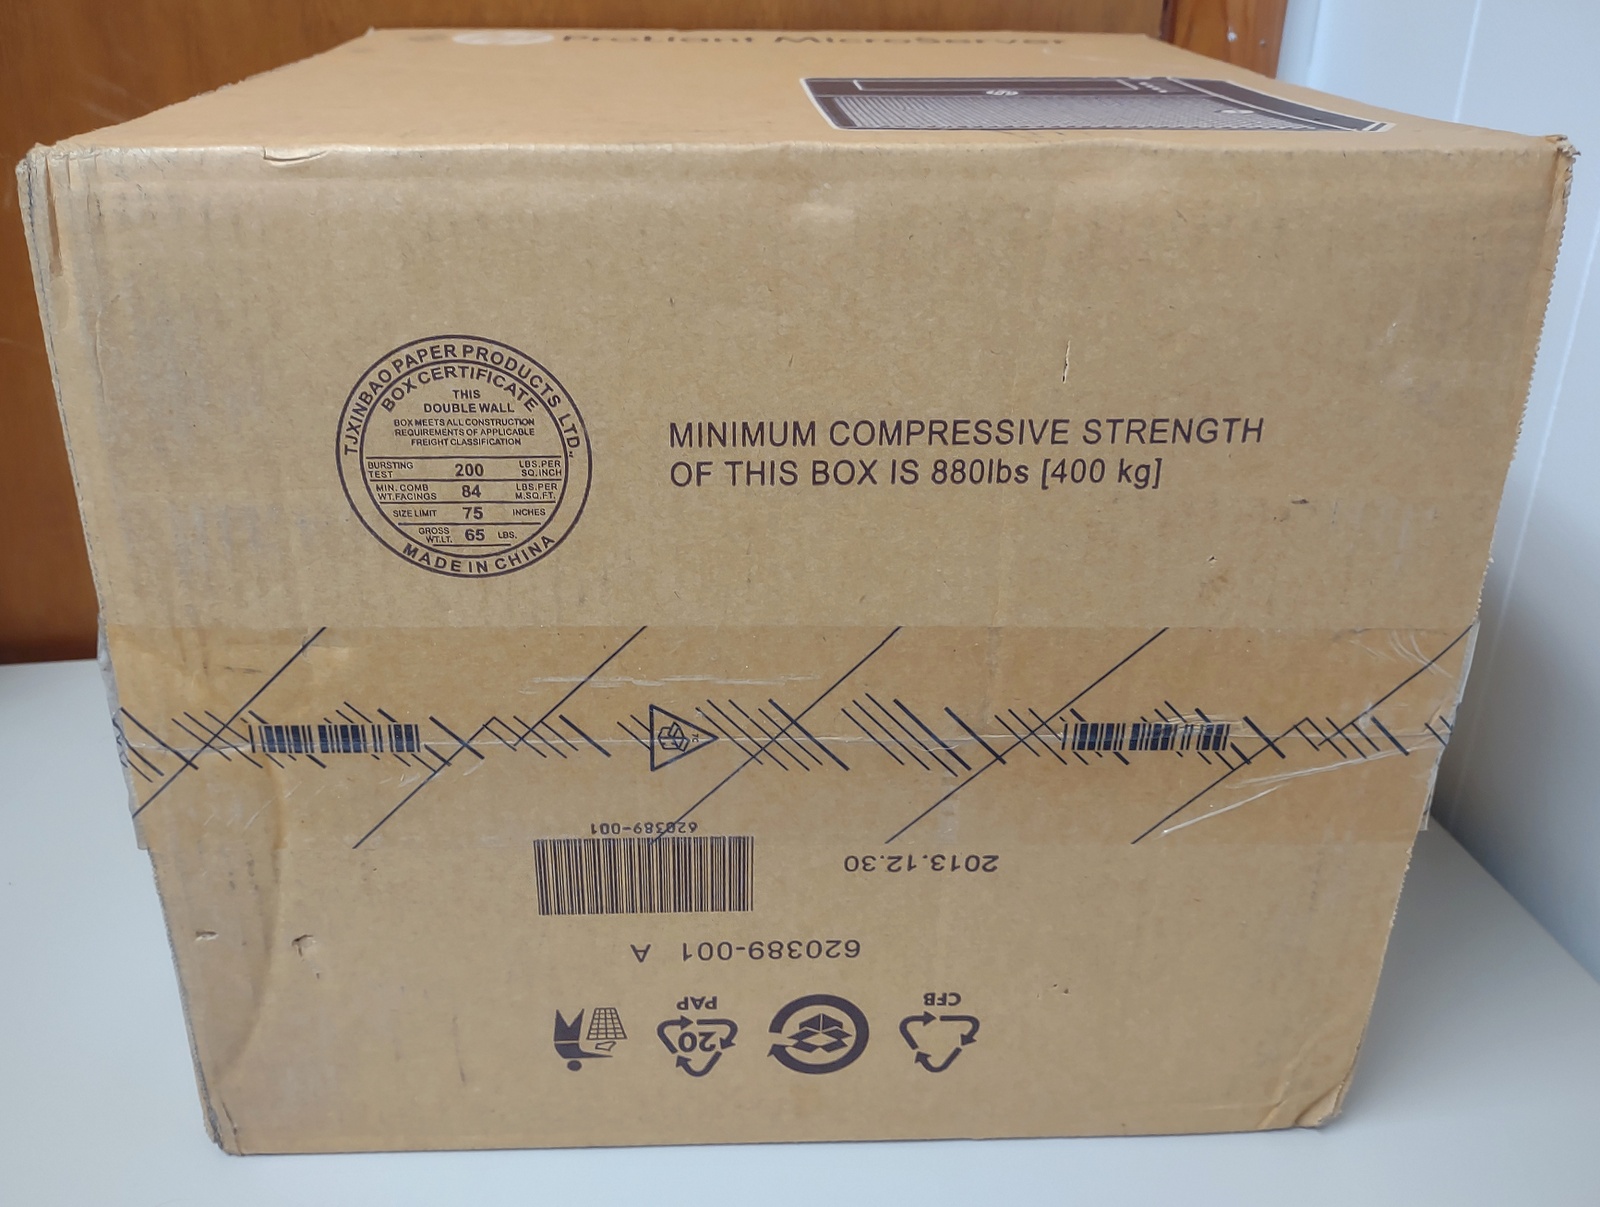 ProLiant MicroServer
TJXINBAO PAPER PRODUCTS LTD.,
BOX CERTIFICATE
THIS
DOUBLE WALL
BOX MEETS ALL CONSTRUCTION
REQUIREMENTS OF APPLICABLE
FREIGHT CLASSIFICATION
BURSTING TEST 200 LBS.PER SQ.INCH
MIN. COMB WT.FACINGS 84 LBS.PER M.SQ.FT.
SIZE LIMIT 75 INCHES
GROSS WT.LT. 65 LBS.
MADE IN CHINA
MINIMUM COMPRESSIVE STRENGTH
OF THIS BOX IS 880lbs [400 kg]
620389-001
2013.12.30
620389-001 A
CFB
20
PAP